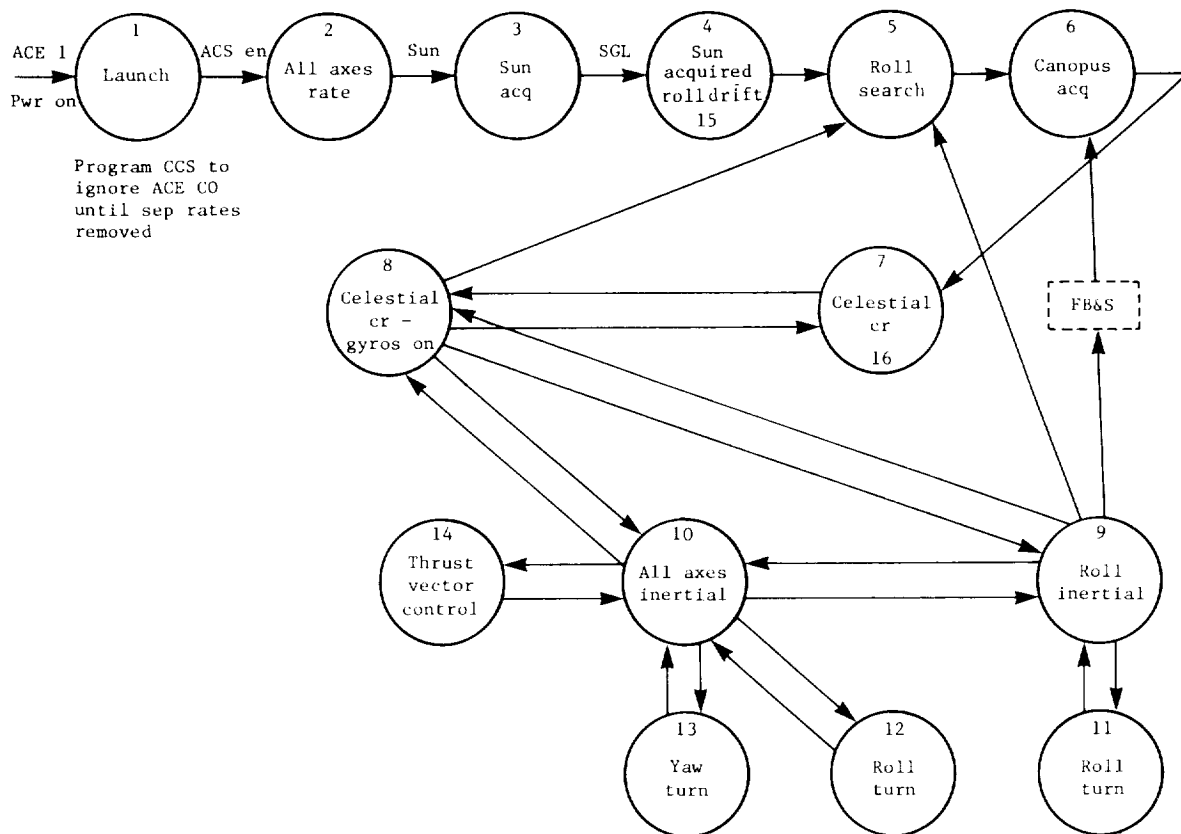 ACE 1
Pwr on
1
Launch
ACS en
2
All axes
rate
Sun
3
Sun
acq
SGL
4
Sun
acquired
roll drift
15
5
Roll
search
6
Canopus
acq
Program CCS to
ignore ACE CO
until sep rates
removed
8
Celestial
cr -
gyros on
7
Celestial
cr
16
FB&S
14
Thrust
vector
control
10
All axes
inertial
9
Roll
inertial
13
Yaw
turn
12
Roll
turn
11
Roll
turn